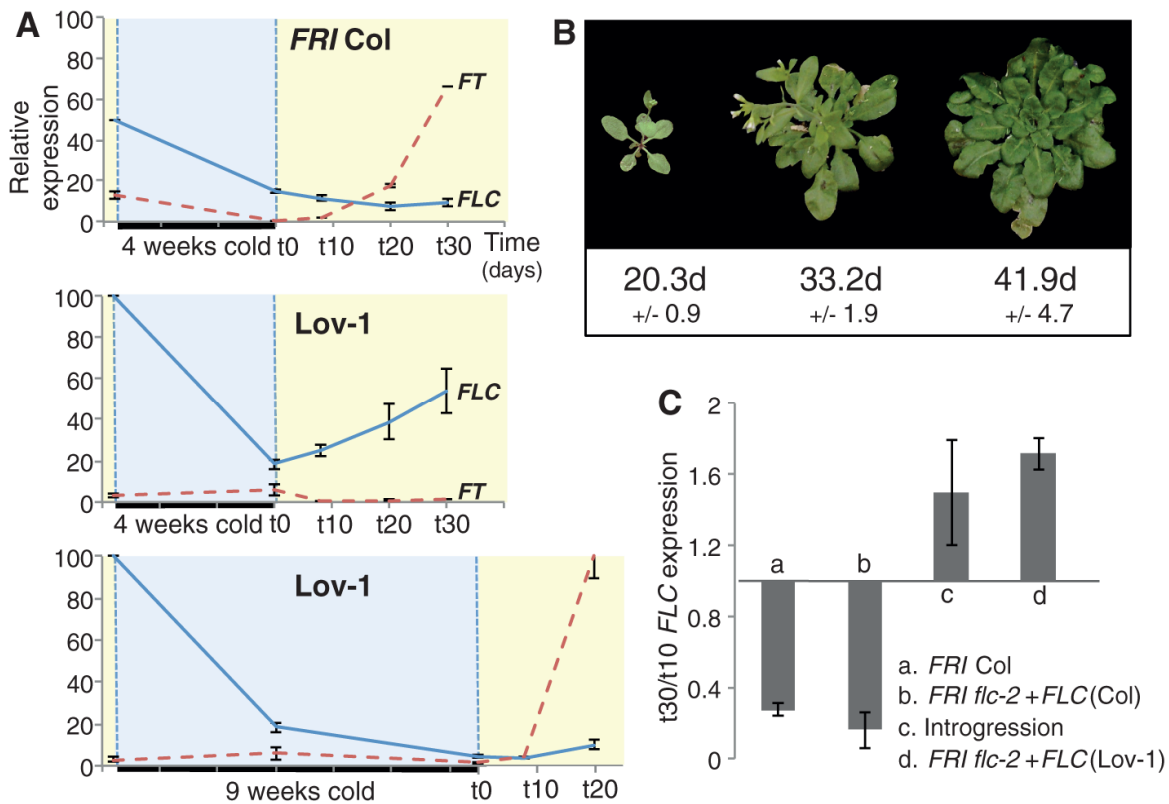 A
FRI Col
Relative
expression
100
80
60
40
20
0
FT
FLC
4 weeks cold t0 t10 t20 t30 Time
(days)
Lov-1
100
80
60
40
20
0
FLC
FT
4 weeks cold t0 t10 t20 t30
Lov-1
100
80
60
40
20
0
9 weeks cold t0 t10 t20
B
20.3d 33.2d 41.9d
+/- 0.9 +/- 1.9 +/- 4.7
C
t30/t10 FLC expression
2
1.6
1.2
0.8
0.4
0
a b
c d
a. FRI Col
b. FRI flc-2 +FLC(Col)
c. Introgression
d. FRI flc-2 +FLC(Lov-1)